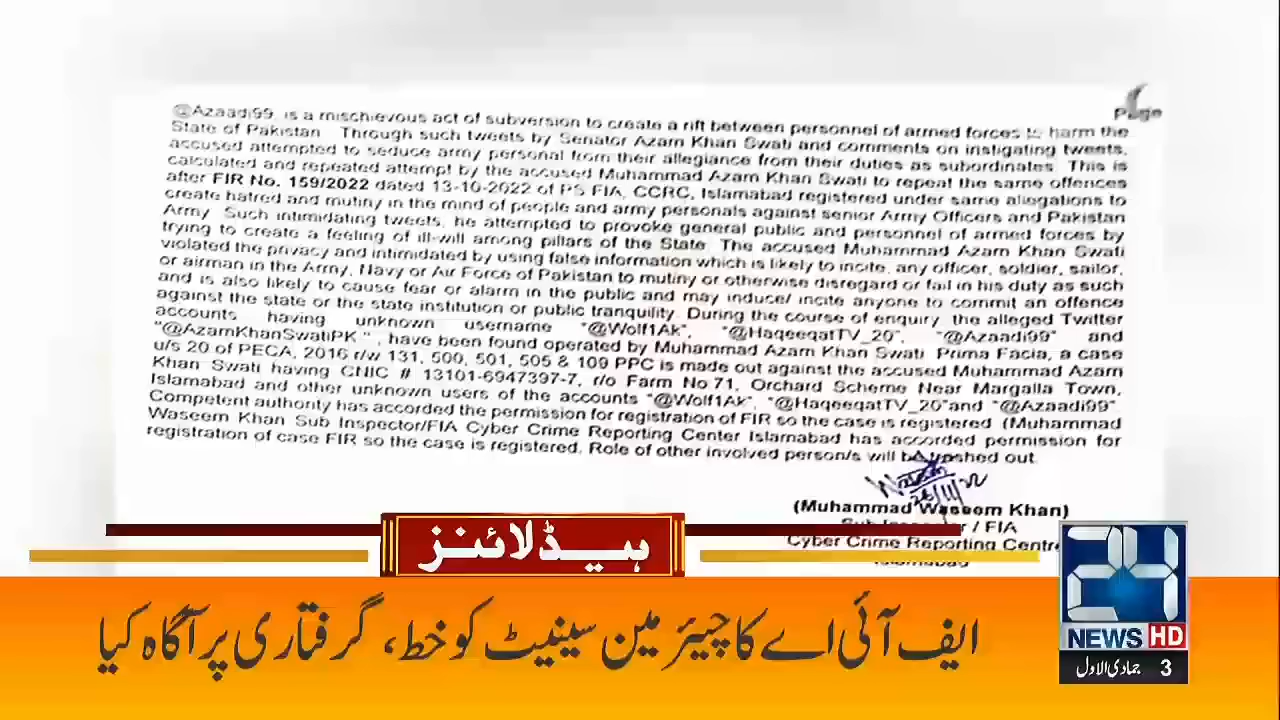 Page
@Azaadi99, is a mischievous act of subversion to create a rift between personnel of armed forces to harm the
State of Pakistan. Through such tweets by Senator Azam Khan Swati and comments on instigating tweets,
accused attempted to seduce army personal from their allegiance from their duties as subordinates. This is
calculated and repeated attempt by the accused Muhammad Azam Khan Swati to repeat the same offences
after FIR No. 159/2022 dated 13-10-2022 of PS FIA, CCRC, Islamabad registered under same allegations to
create hatred and mutiny in the mind of people and army personals against senior Army Officers and Pakistan
Army. Such intimidating tweets, he attempted to provoke general public and personnel of armed forces by
trying to create a feeling of ill-will among pillars of the State. The accused Muhammad Azam Khan Swati
violated the privacy and intimidated by using false information which is likely to incite, any officer, soldier, sailor,
or airman in the Army, Navy or Air Force of Pakistan to mutiny or otherwise disregard or fail in his duty as such
and is also likely to cause fear or alarm in the public and may induce/ incite anyone to commit an offence
against the state or the state institution or public tranquility. During the course of enquiry, the alleged Twitter
accounts having unknown username "@Wolf1Ak", "@HaqeeqatTV_20", "@Azaadi99" and
"@AzamKhanSwatiPK", have been found operated by Muhammad Azam Khan Swati. Prima Facia, a case
u/s 20 of PECA, 2016 r/w 131, 500, 501, 505 & 109 PPC is made out against the accused Muhammad Azam
Khan Swati having CNIC # 13101-6947397-7, r/o Farm No 71, Orchard Scheme Near Margalla Town,
Islamabad and other unknown users of the accounts "@Wolf1Ak", "@HaqeeqatTV_20"and "@Azaadi99".
Competent authority has accorded the permission for registration of FIR so the case is registered (Muhammad
Waseem Khan Sub Inspector/FIA Cyber Crime Reporting Center Islamabad has accorded permission for
registration of case FIR so the case is registered. Role of other involved person/s will be trashed out.
26/11/22
(Muhammad Waseem Khan)
Sub Inspector / FIA
Cyber Crime Reporting Centre
Islamabad
ہیڈلائنز
ایف آئی اے کا چیئرمین سینیٹ کو خط، گرفتاری پر آگاہ کیا
24
NEWS HD
3 جمادی الاول